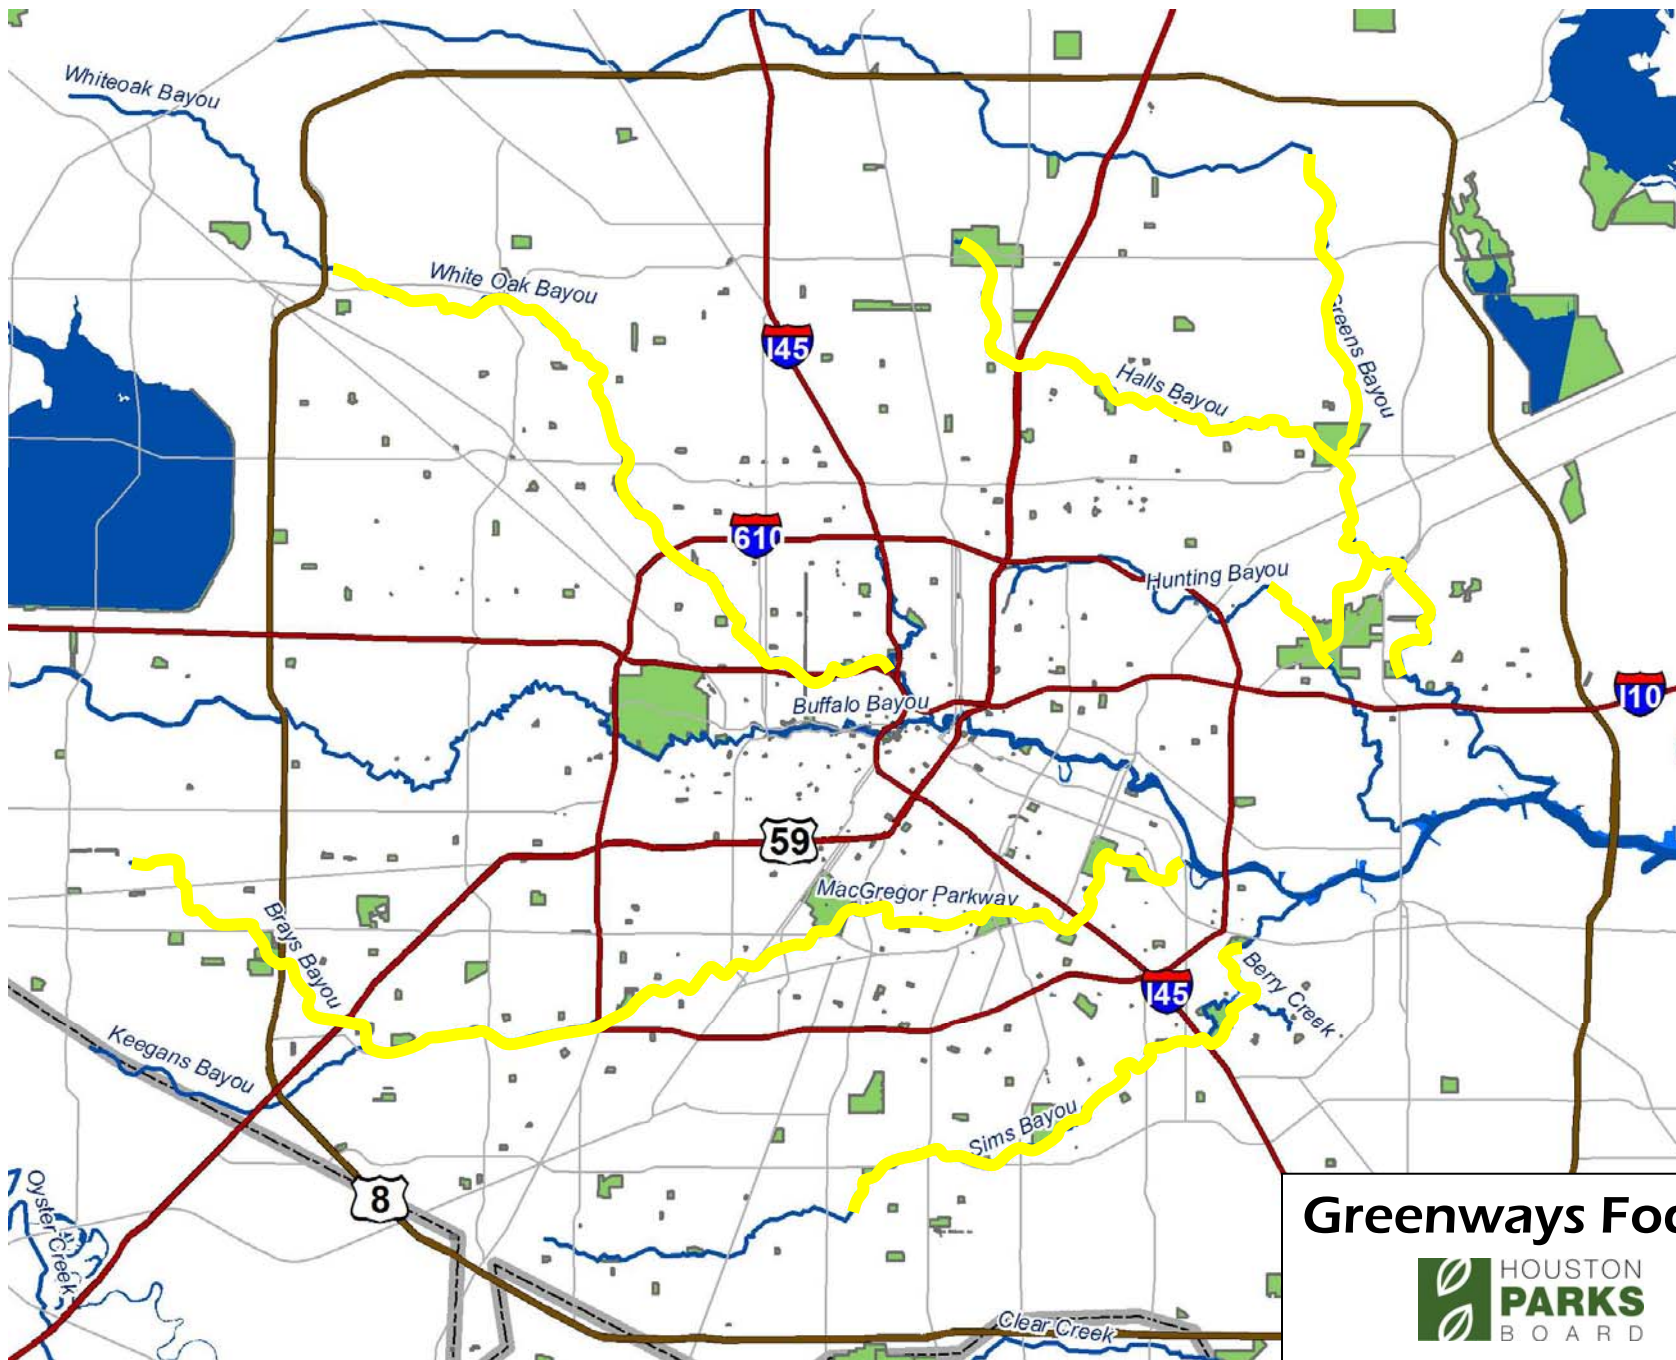 Whiteoak Bayou
White Oak Bayou
I45
Greens Bayou
Halls Bayou
610
Hunting Bayou
I10
Buffalo Bayou
59
MacGregor Parkway
Brays Bayou
Berry Creek
I45
Keegans Bayou
Sims Bayou
Oyster Creek
8
Clear Creek
Greenways Foc
HOUSTON
PARKS
BOARD